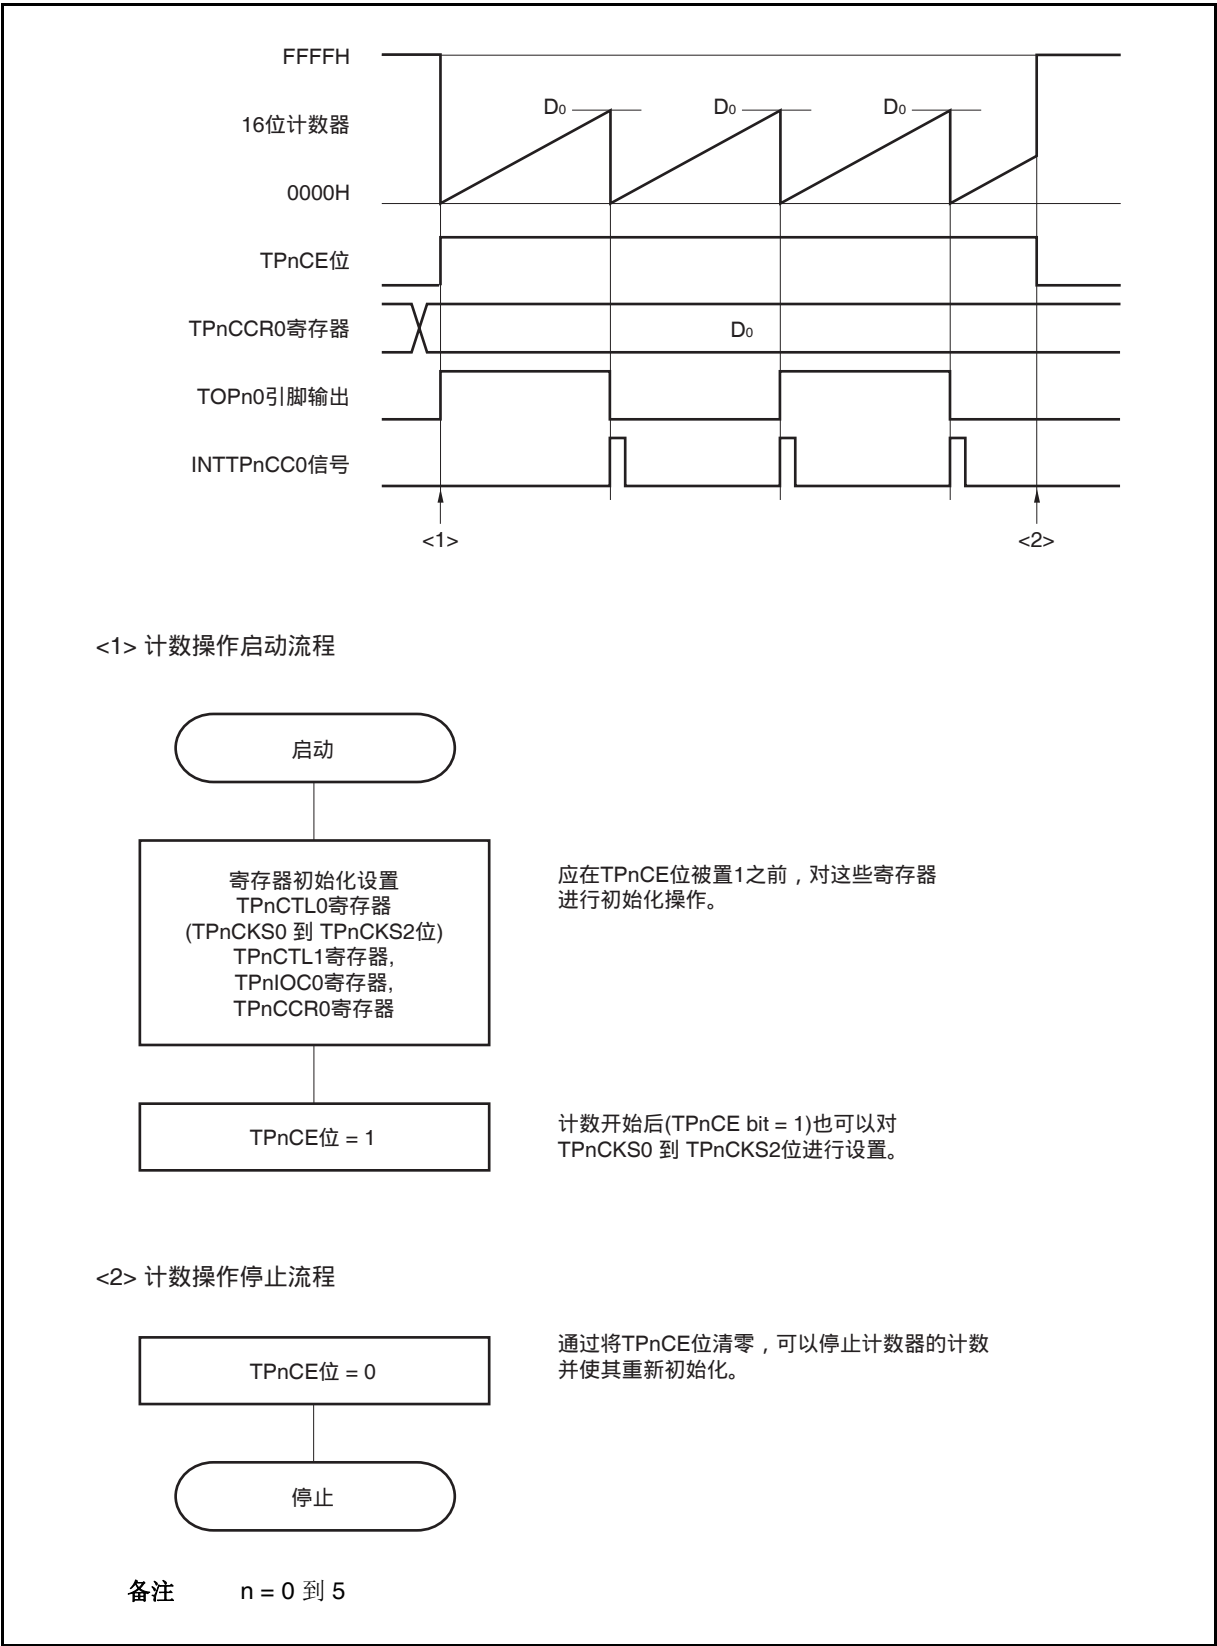 FFFFH
16位计数器
D0 D0 D0
0000H
TPnCE位
TPnCCR0寄存器 D0
TOPn0引脚输出
INTTPnCC0信号
<1> <2>
<1> 计数操作启动流程
启动
寄存器初始化设置
TPnCTL0寄存器
(TPnCKS0 到 TPnCKS2位)
TPnCTL1寄存器,
TPnIOC0寄存器,
TPnCCR0寄存器
应在TPnCE位被置1之前，对这些寄存器
进行初始化操作。
TPnCE位 = 1
计数开始后(TPnCE bit = 1)也可以对
TPnCKS0 到 TPnCKS2位进行设置。
<2> 计数操作停止流程
TPnCE位 = 0
通过将TPnCE位清零，可以停止计数器的计数
并使其重新初始化。
停止
备注 n = 0 到 5